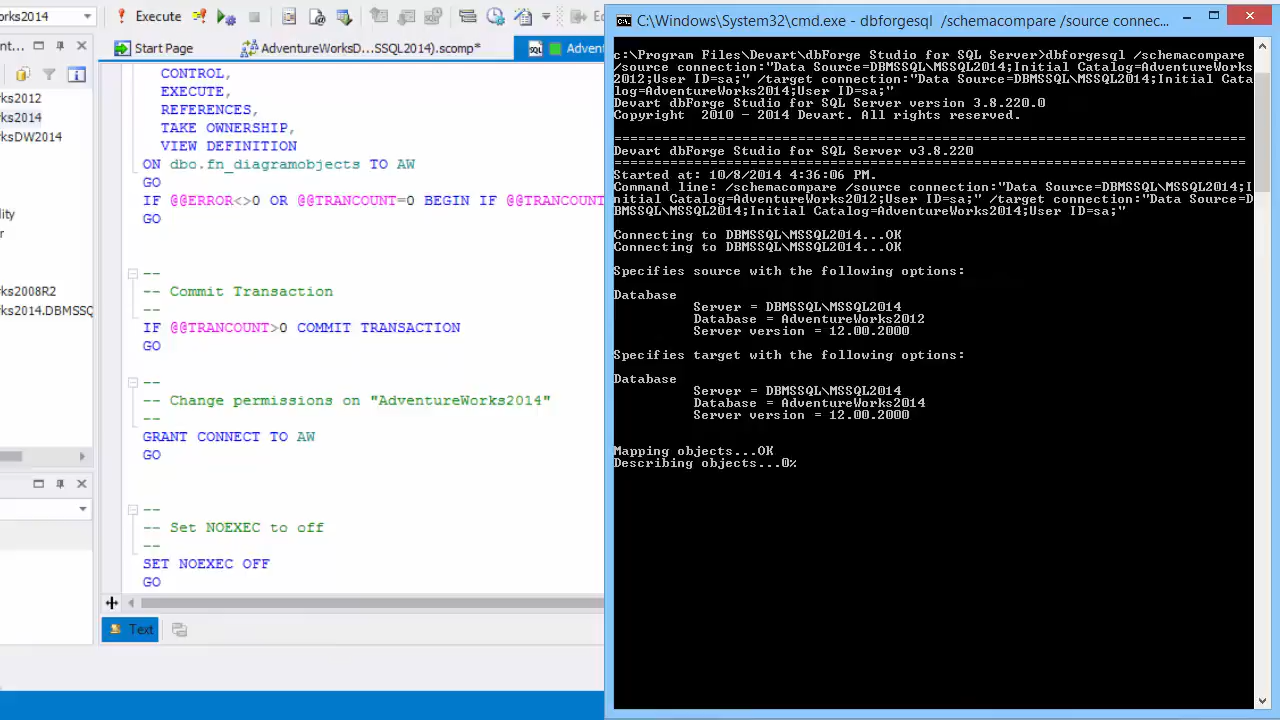 rks2014
Execute
Start Page
AdventureWorksD...SSQL2014).scomp*
Adven
nt...
rks2012
rks2014
rksDW2014
lity
r
rks2008R2
rks2014.DBMSSQ
CONTROL,
EXECUTE,
REFERENCES,
TAKE OWNERSHIP,
VIEW DEFINITION
ON dbo.fn_diagramobjects TO AW
GO
IF @@ERROR<>0 OR @@TRANCOUNT=0 BEGIN IF @@TRANCOUNT
GO
--
-- Commit Transaction
--
IF @@TRANCOUNT>0 COMMIT TRANSACTION
GO
--
-- Change permissions on "AdventureWorks2014"
--
GRANT CONNECT TO AW
GO
--
-- Set NOEXEC to off
--
SET NOEXEC OFF
GO
Text
C:\Windows\System32\cmd.exe - dbforgesql /schemacompare /source connec...
c:\Program Files\Devart\dbForge Studio for SQL Server>dbforgesql /schemacompare
/source connection:"Data Source=DBMSSQL\MSSQL2014;Initial Catalog=AdventureWorks
2012;User ID=sa;" /target connection:"Data Source=DBMSSQL\MSSQL2014;Initial Cata
log=AdventureWorks2014;User ID=sa;"
Devart dbForge Studio for SQL Server version 3.8.220.0
Copyright 2010 - 2014 Devart. All rights reserved.
===============================================================================
Devart dbForge Studio for SQL Server v3.8.220
===============================================================================
Started at: 10/8/2014 4:36:06 PM.
Command line: /schemacompare /source connection:"Data Source=DBMSSQL\MSSQL2014;I
nitial Catalog=AdventureWorks2012;User ID=sa;" /target connection:"Data Source=D
BMSSQL\MSSQL2014;Initial Catalog=AdventureWorks2014;User ID=sa;"
Connecting to DBMSSQL\MSSQL2014...OK
Connecting to DBMSSQL\MSSQL2014...OK
Specifies source with the following options:
Database
Server = DBMSSQL\MSSQL2014
Database = AdventureWorks2012
Server version = 12.00.2000
Specifies target with the following options:
Database
Server = DBMSSQL\MSSQL2014
Database = AdventureWorks2014
Server version = 12.00.2000
Mapping objects...OK
Describing objects...0%